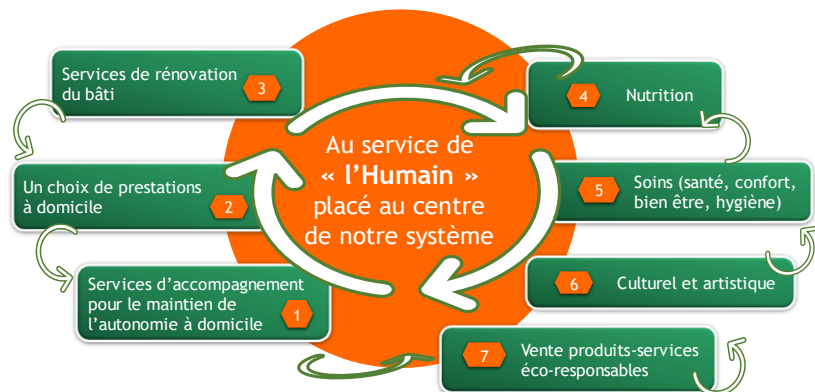 Services de rénovation
du bâti
3
Un choix de prestations
à domicile
2
Services d’accompagnement
pour le maintien de
l’autonomie à domicile
1
Au service de
« l’Humain »
placé au centre
de notre système
4
Nutrition
5
Soins (santé, confort,
bien être, hygiène)
6
Culturel et artistique
7
Vente produits-services
éco-responsables